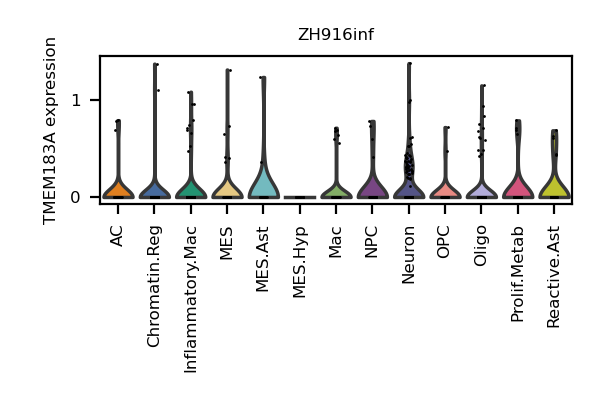 ZH916inf
TMEM183A expression
1
0
AC
Chromatin.Reg
Inflammatory.Mac
MES
MES.Ast
MES.Hyp
Mac
NPC
Neuron
OPC
Oligo
Prolif.Metab
Reactive.Ast